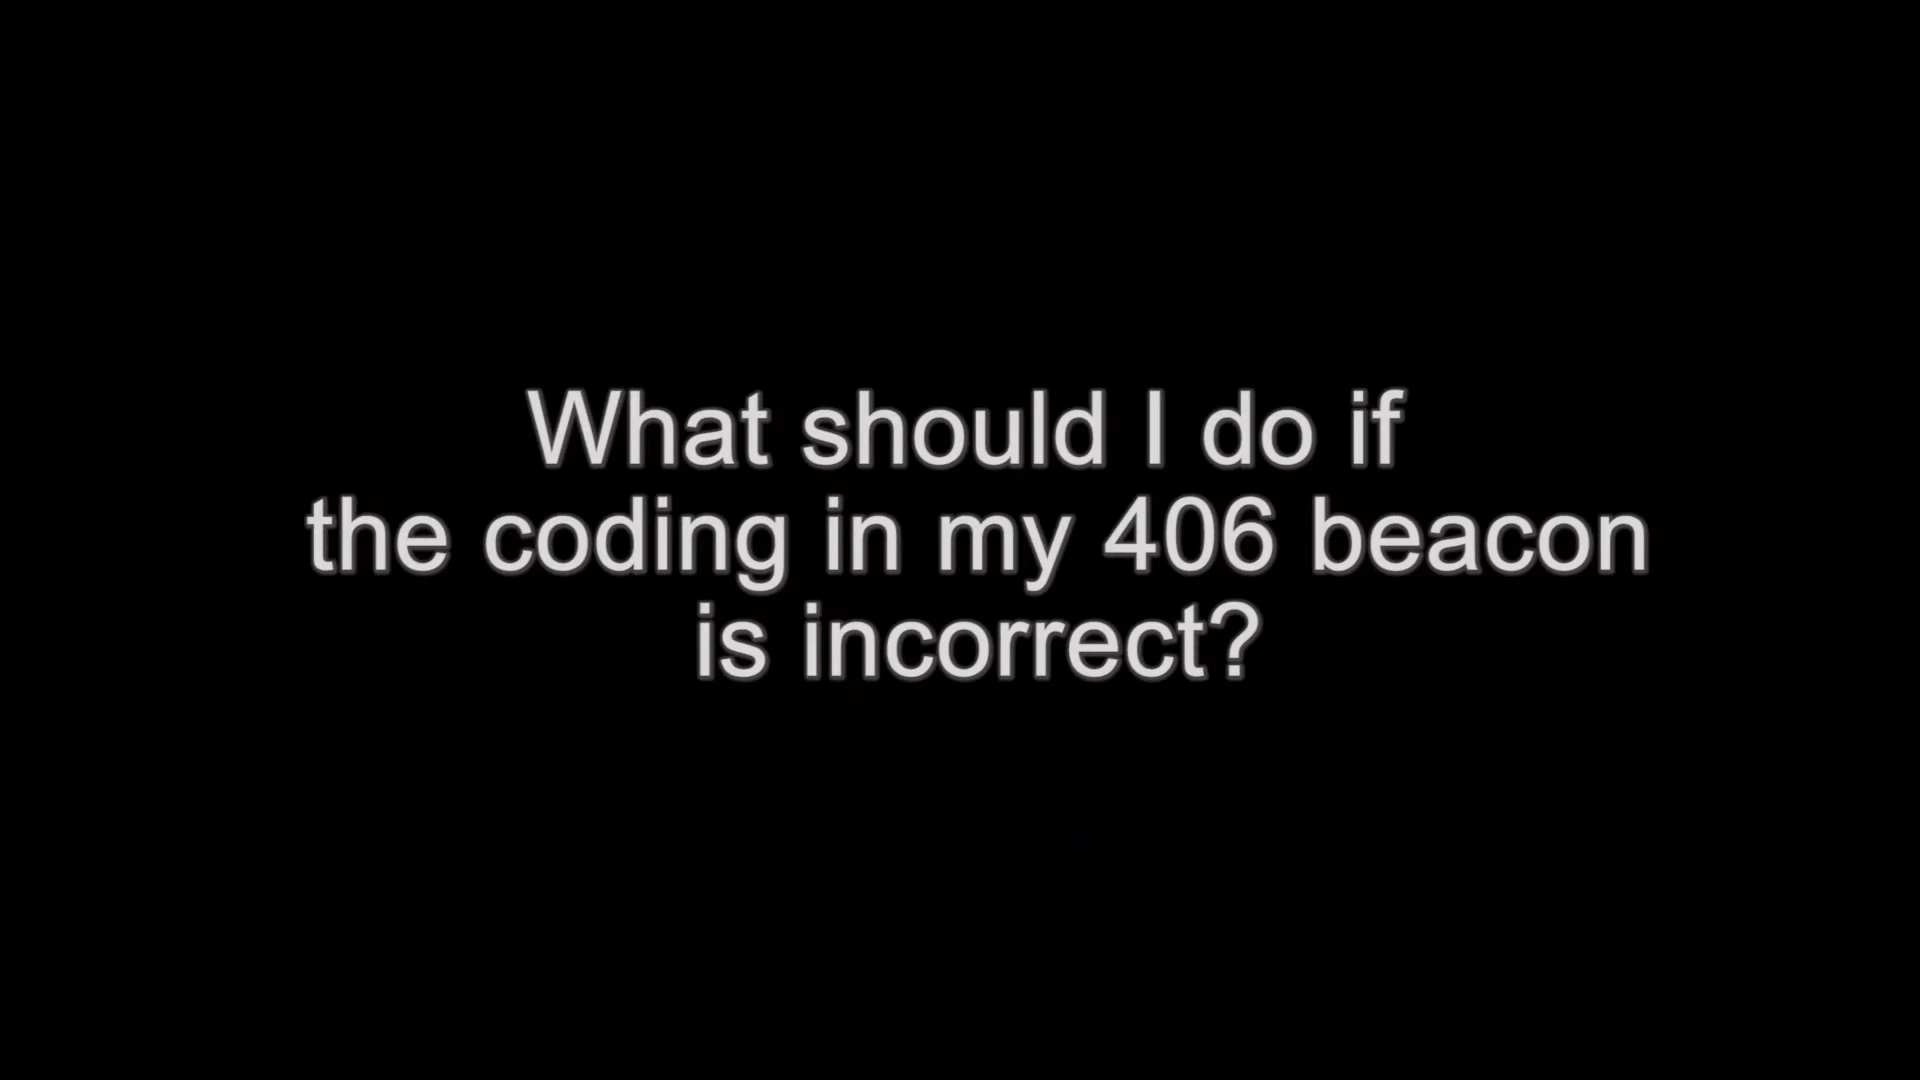 What should I do if
the coding in my 406 beacon
is incorrect?